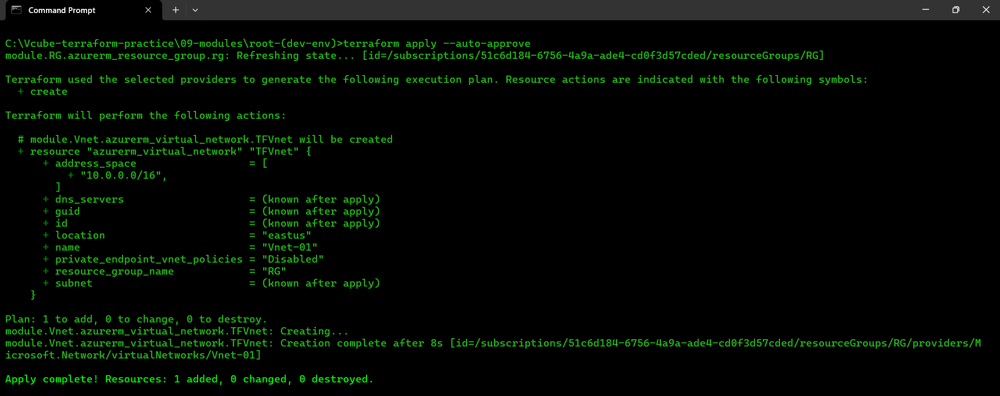 Command Prompt
C:\Vcube-terraform-practice\09-modules\root-(dev-env)>terraform apply --auto-approve
module.RG.azurerm_resource_group.rg: Refreshing state... [id=/subscriptions/51c6d184-6756-4a9a-ade4-cd0f3d57cded/resourceGroups/RG]
Terraform used the selected providers to generate the following execution plan. Resource actions are indicated with the following symbols:
  + create
Terraform will perform the following actions:
  # module.Vnet.azurerm_virtual_network.TFVnet will be created
  + resource "azurerm_virtual_network" "TFVnet" {
      + address_space                  = [
          + "10.0.0.0/16",
        ]
      + dns_servers                    = (known after apply)
      + guid                           = (known after apply)
      + id                             = (known after apply)
      + location                       = "eastus"
      + name                           = "Vnet-01"
      + private_endpoint_vnet_policies = "Disabled"
      + resource_group_name            = "RG"
      + subnet                         = (known after apply)
    }
Plan: 1 to add, 0 to change, 0 to destroy.
module.Vnet.azurerm_virtual_network.TFVnet: Creating...
module.Vnet.azurerm_virtual_network.TFVnet: Creation complete after 8s [id=/subscriptions/51c6d184-6756-4a9a-ade4-cd0f3d57cded/resourceGroups/RG/providers/M
icrosoft.Network/virtualNetworks/Vnet-01]
Apply complete! Resources: 1 added, 0 changed, 0 destroyed.